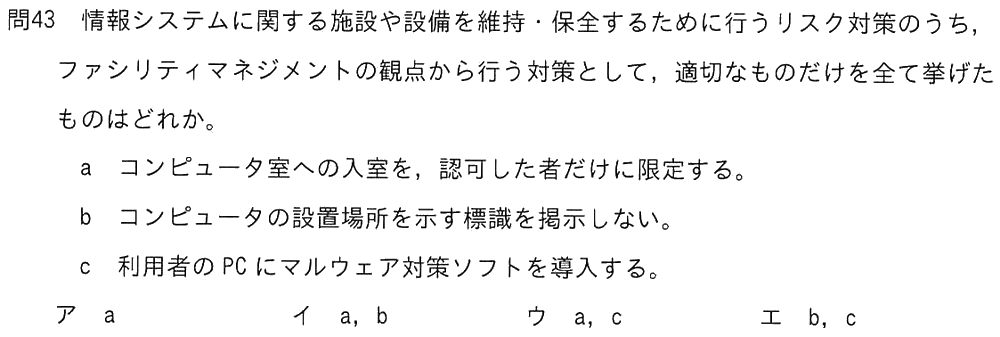 問43 情報システムに関する施設や設備を維持・保全するために行うリスク対策のうち，
ファシリティマネジメントの観点から行う対策として，適切なものだけを全て挙げた
ものはどれか。
a コンピュータ室への入室を，認可した者だけに限定する。
b コンピュータの設置場所を示す標識を掲示しない。
c 利用者のPCにマルウェア対策ソフトを導入する。
ア a イ a，b ウ a，c エ b，c